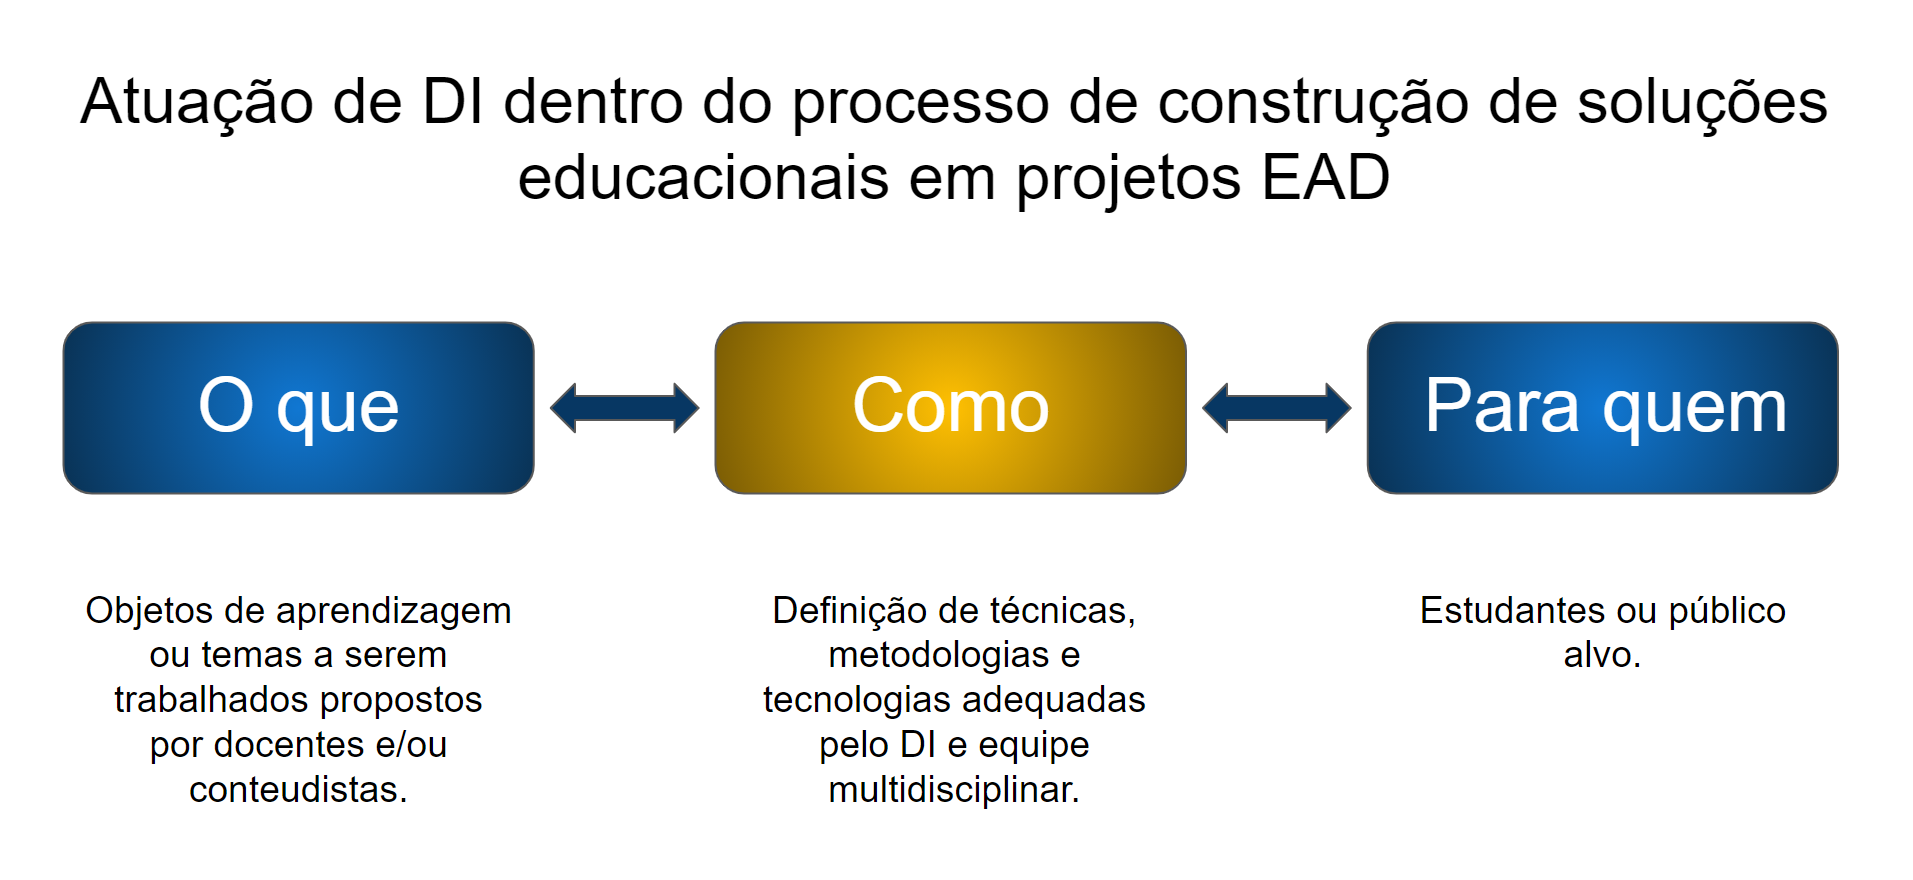 Atuação de DI dentro do processo de construção de soluções
educacionais em projetos EAD
O que
Como
Para quem
Objetos de aprendizagem
ou temas a serem
trabalhados propostos
por docentes e/ou
conteudistas.
Definição de técnicas,
metodologias e
tecnologias adequadas
pelo DI e equipe
multidisciplinar.
Estudantes ou público
alvo.